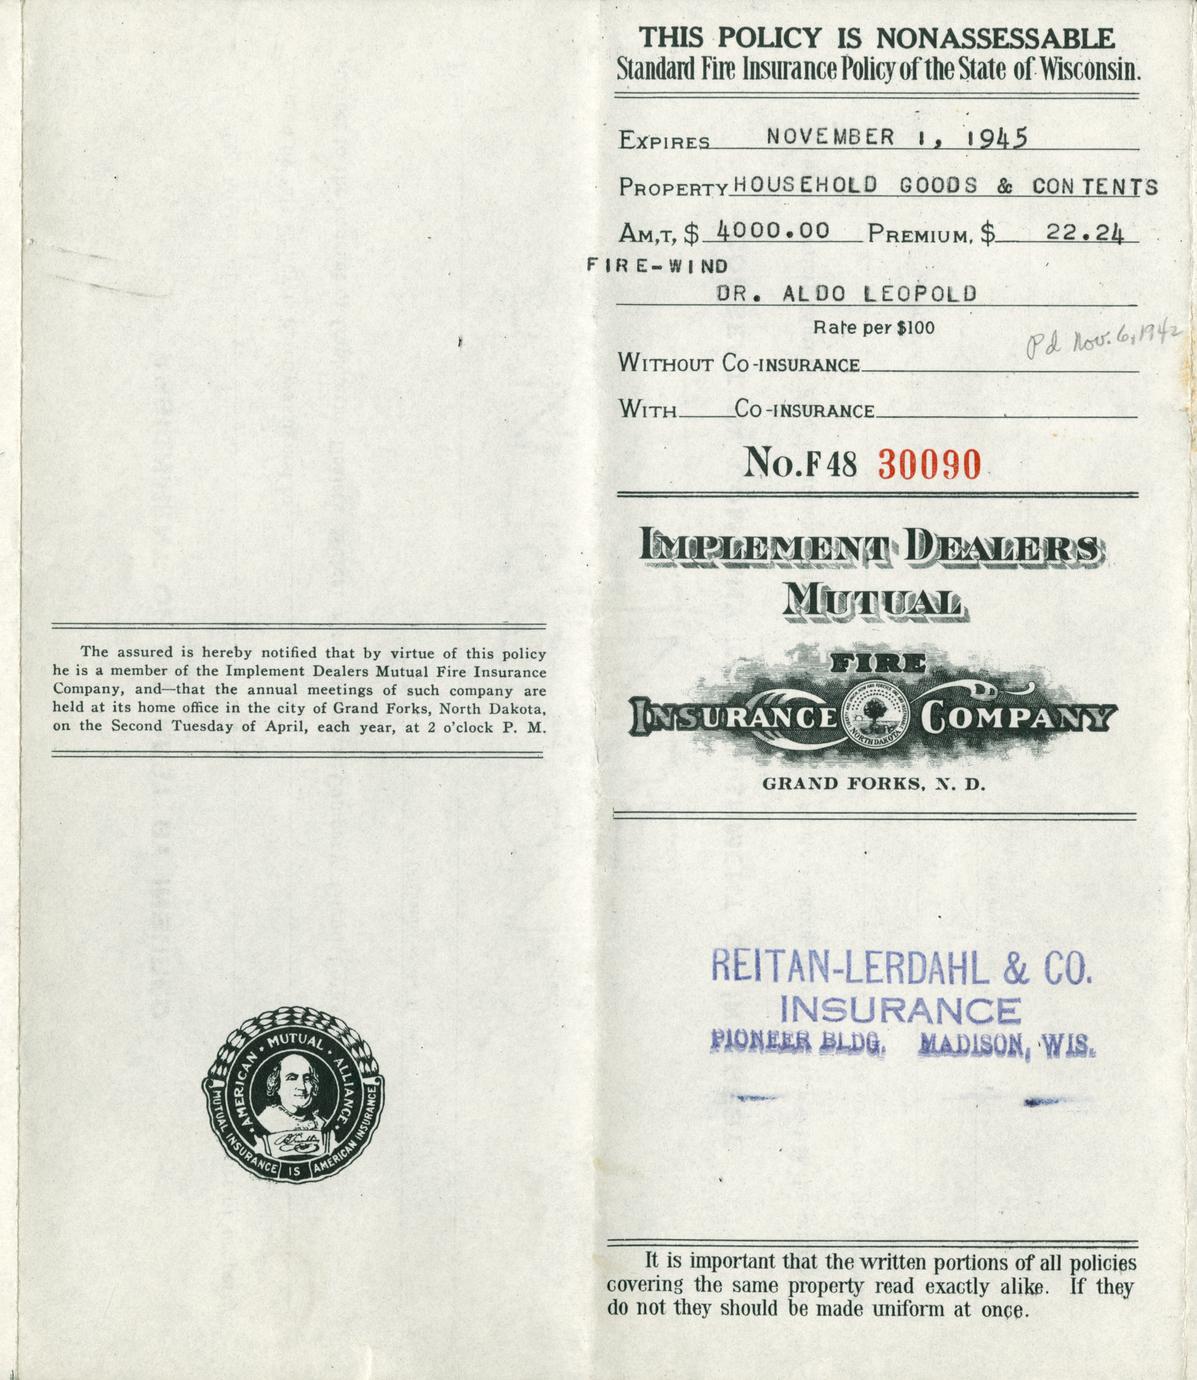 THIS POLICY IS NONASSESSABLE
Standard Fire Insurance Policy of the State of Wisconsin.
EXPIRES NOVEMBER 1, 1945
PROPERTY HOUSEHOLD GOODS & CONTENTS
AM,T, $ 4000.00 PREMIUM, $ 22.24
FIRE-WIND
DR. ALDO LEOPOLD
Rate per $100
Pd Nov. 6, 1942
WITHOUT CO-INSURANCE
WITH CO-INSURANCE
No. F48 30090
IMPLEMENT DEALERS
MUTUAL
FIRE
INSURANCE COMPANY
NORTH DAKOTA
GRAND FORKS, N. D.
REITAN-LERDAHL & CO.
INSURANCE
PIONEER BLDG. MADISON, WIS.
It is important that the written portions of all policies
covering the same property read exactly alike. If they
do not they should be made uniform at once.
The assured is hereby notified that by virtue of this policy
he is a member of the Implement Dealers Mutual Fire Insurance
Company, and—that the annual meetings of such company are
held at its home office in the city of Grand Forks, North Dakota,
on the Second Tuesday of April, each year, at 2 o'clock P. M.
AMERICAN · MUTUAL · ALLIANCE
MUTUAL INSURANCE IS AMERICAN INSURANCE